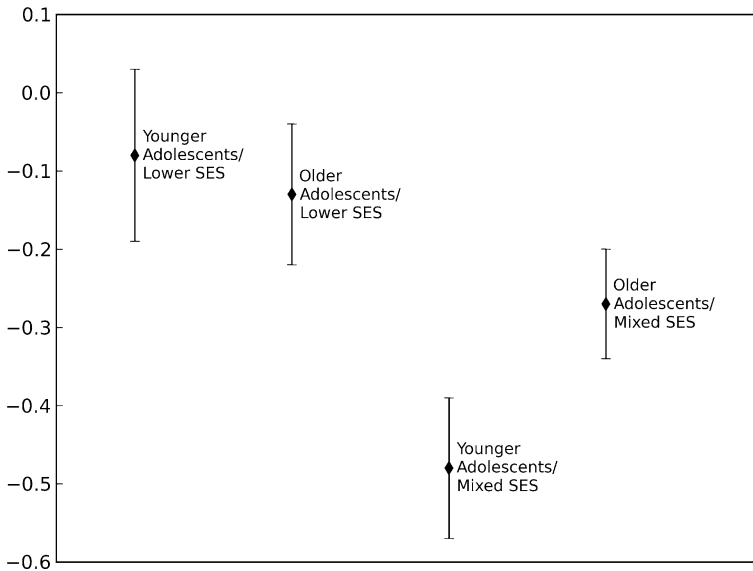 0.1
0.0
−0.1
−0.2
−0.3
−0.4
−0.5
−0.6
Younger
Adolescents/
Lower SES
Older
Adolescents/
Lower SES
Younger
Adolescents/
Mixed SES
Older
Adolescents/
Mixed SES